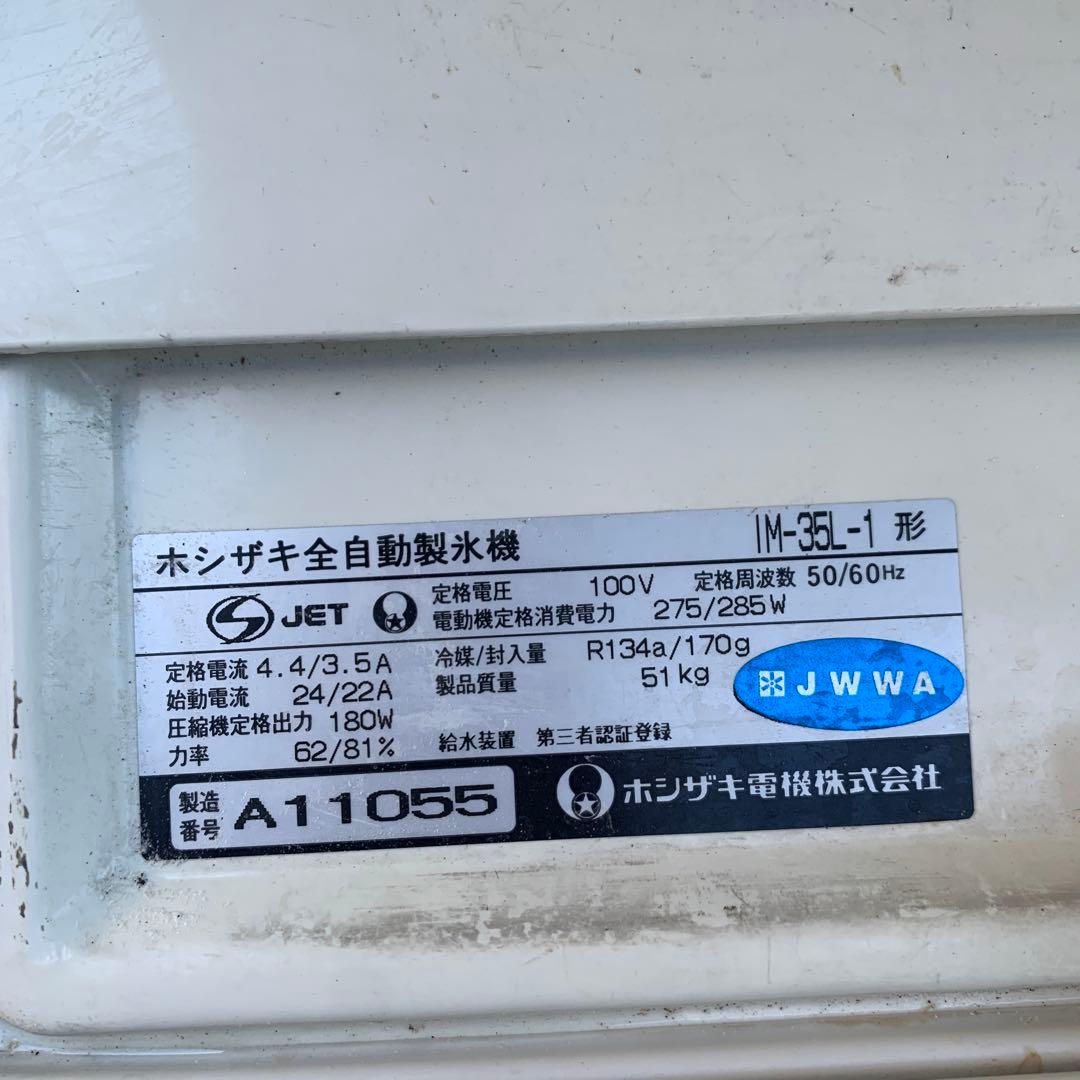 ホシザキ全自動製氷機 IM-35L-1 形
JET
定格電圧 100V 定格周波数 50/60Hz
電動機定格消費電力 275/285W
定格電流 4.4/3.5A
始動電流 24/22A
圧縮機定格出力 180W
力率 62/81%
冷媒/封入量 R134a/170g
製品質量 51kg
JWWA
給水装置 第三者認証登録
製造番号 A11055
ホシザキ電機株式会社